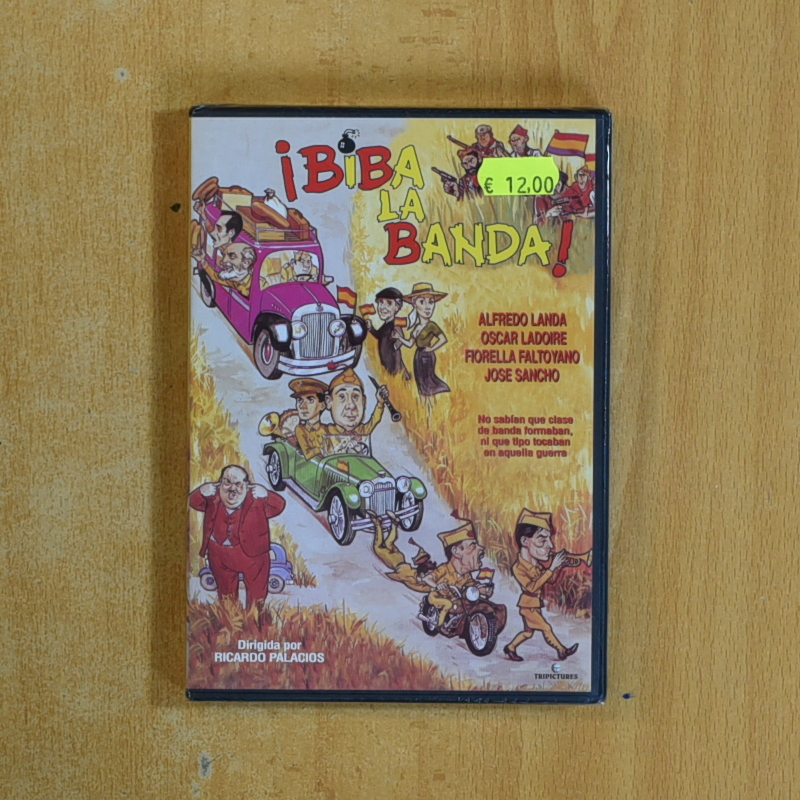 ¡BiBA
LA
BANDA!
€ 12,00
ALFREDO LANDA
OSCAR LADOIRE
FIORELLA FALTOYANO
JOSE SANCHO
No sabían que clase
de banda formaban,
ni que tipo tocaban
en aquella guerra
Dirigida por
RICARDO PALACIOS
TRIPICTURES